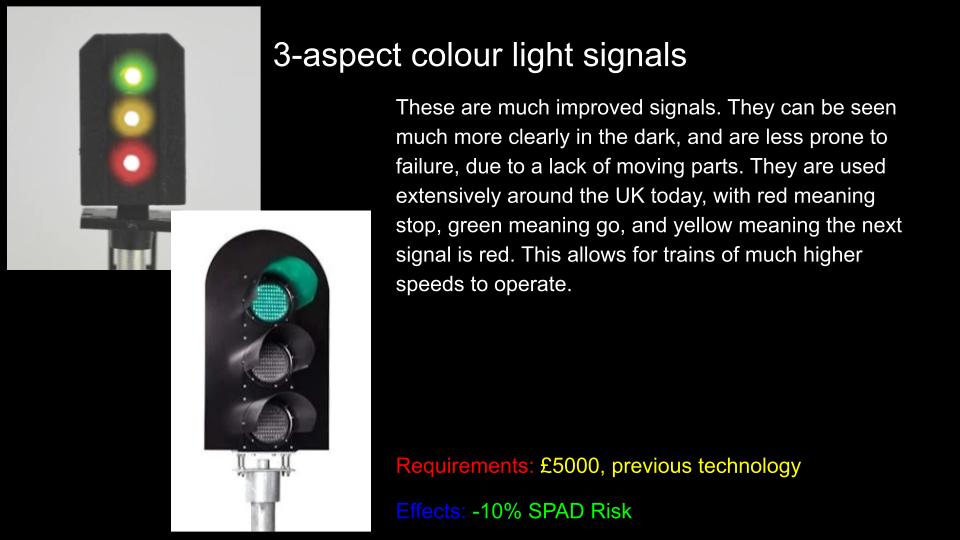 3-aspect colour light signals
These are much improved signals. They can be seen
much more clearly in the dark, and are less prone to
failure, due to a lack of moving parts. They are used
extensively around the UK today, with red meaning
stop, green meaning go, and yellow meaning the next
signal is red. This allows for trains of much higher
speeds to operate.
Requirements: £5000, previous technology
Effects: -10% SPAD Risk